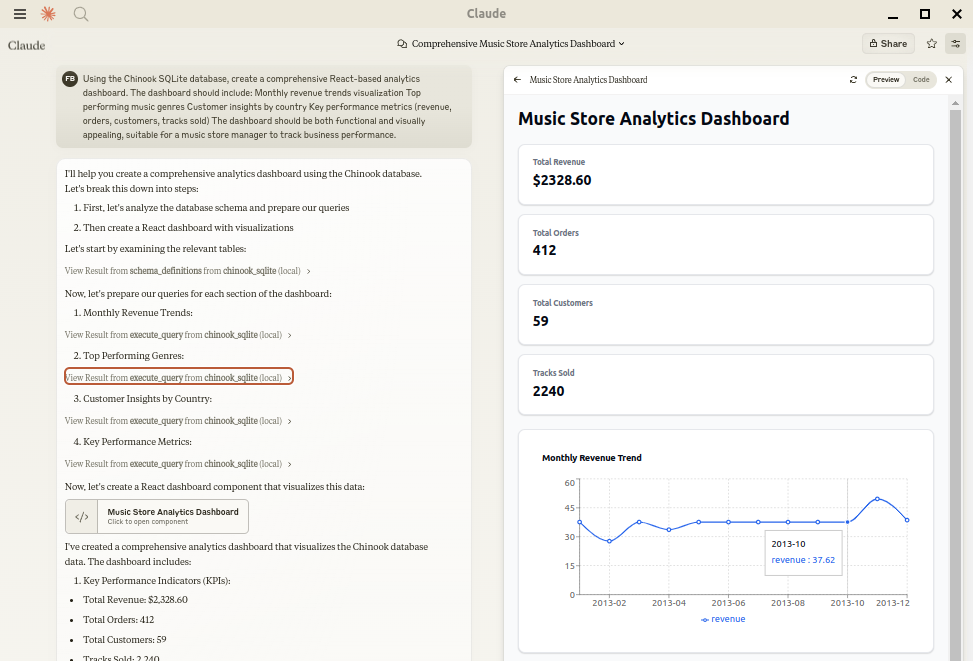 Claude
Claude
Comprehensive Music Store Analytics Dashboard
Share
FB
Using the Chinook SQLite database, create a comprehensive React-based analytics
dashboard. The dashboard should include: Monthly revenue trends visualization Top
performing music genres Customer insights by country Key performance metrics (revenue,
orders, customers, tracks sold) The dashboard should be both functional and visually
appealing, suitable for a music store manager to track business performance.
I'll help you create a comprehensive analytics dashboard using the Chinook database.
Let's break this down into steps:
1. First, let's analyze the database schema and prepare our queries
2. Then create a React dashboard with visualizations
Let's start by examining the relevant tables:
View Result from schema_definitions from chinook_sqlite (local)
Now, let's prepare our queries for each section of the dashboard:
1. Monthly Revenue Trends:
View Result from execute_query from chinook_sqlite (local)
2. Top Performing Genres:
View Result from execute_query from chinook_sqlite (local)
3. Customer Insights by Country:
View Result from execute_query from chinook_sqlite (local)
4. Key Performance Metrics:
View Result from execute_query from chinook_sqlite (local)
Now, let's create a React dashboard component that visualizes this data:
</>
Music Store Analytics Dashboard
Click to open component
I've created a comprehensive analytics dashboard that visualizes the Chinook database
data. The dashboard includes:
1. Key Performance Indicators (KPIs):
• Total Revenue: $2,328.60
• Total Orders: 412
• Total Customers: 59
• Tracks Sold: 2,240
Music Store Analytics Dashboard
Preview
Code
Music Store Analytics Dashboard
Total Revenue
$2328.60
Total Orders
412
Total Customers
59
Tracks Sold
2240
Monthly Revenue Trend
60
45
30
15
0
2013-10
revenue : 37.62
2013-02 2013-04 2013-06 2013-08 2013-10 2013-12
revenue